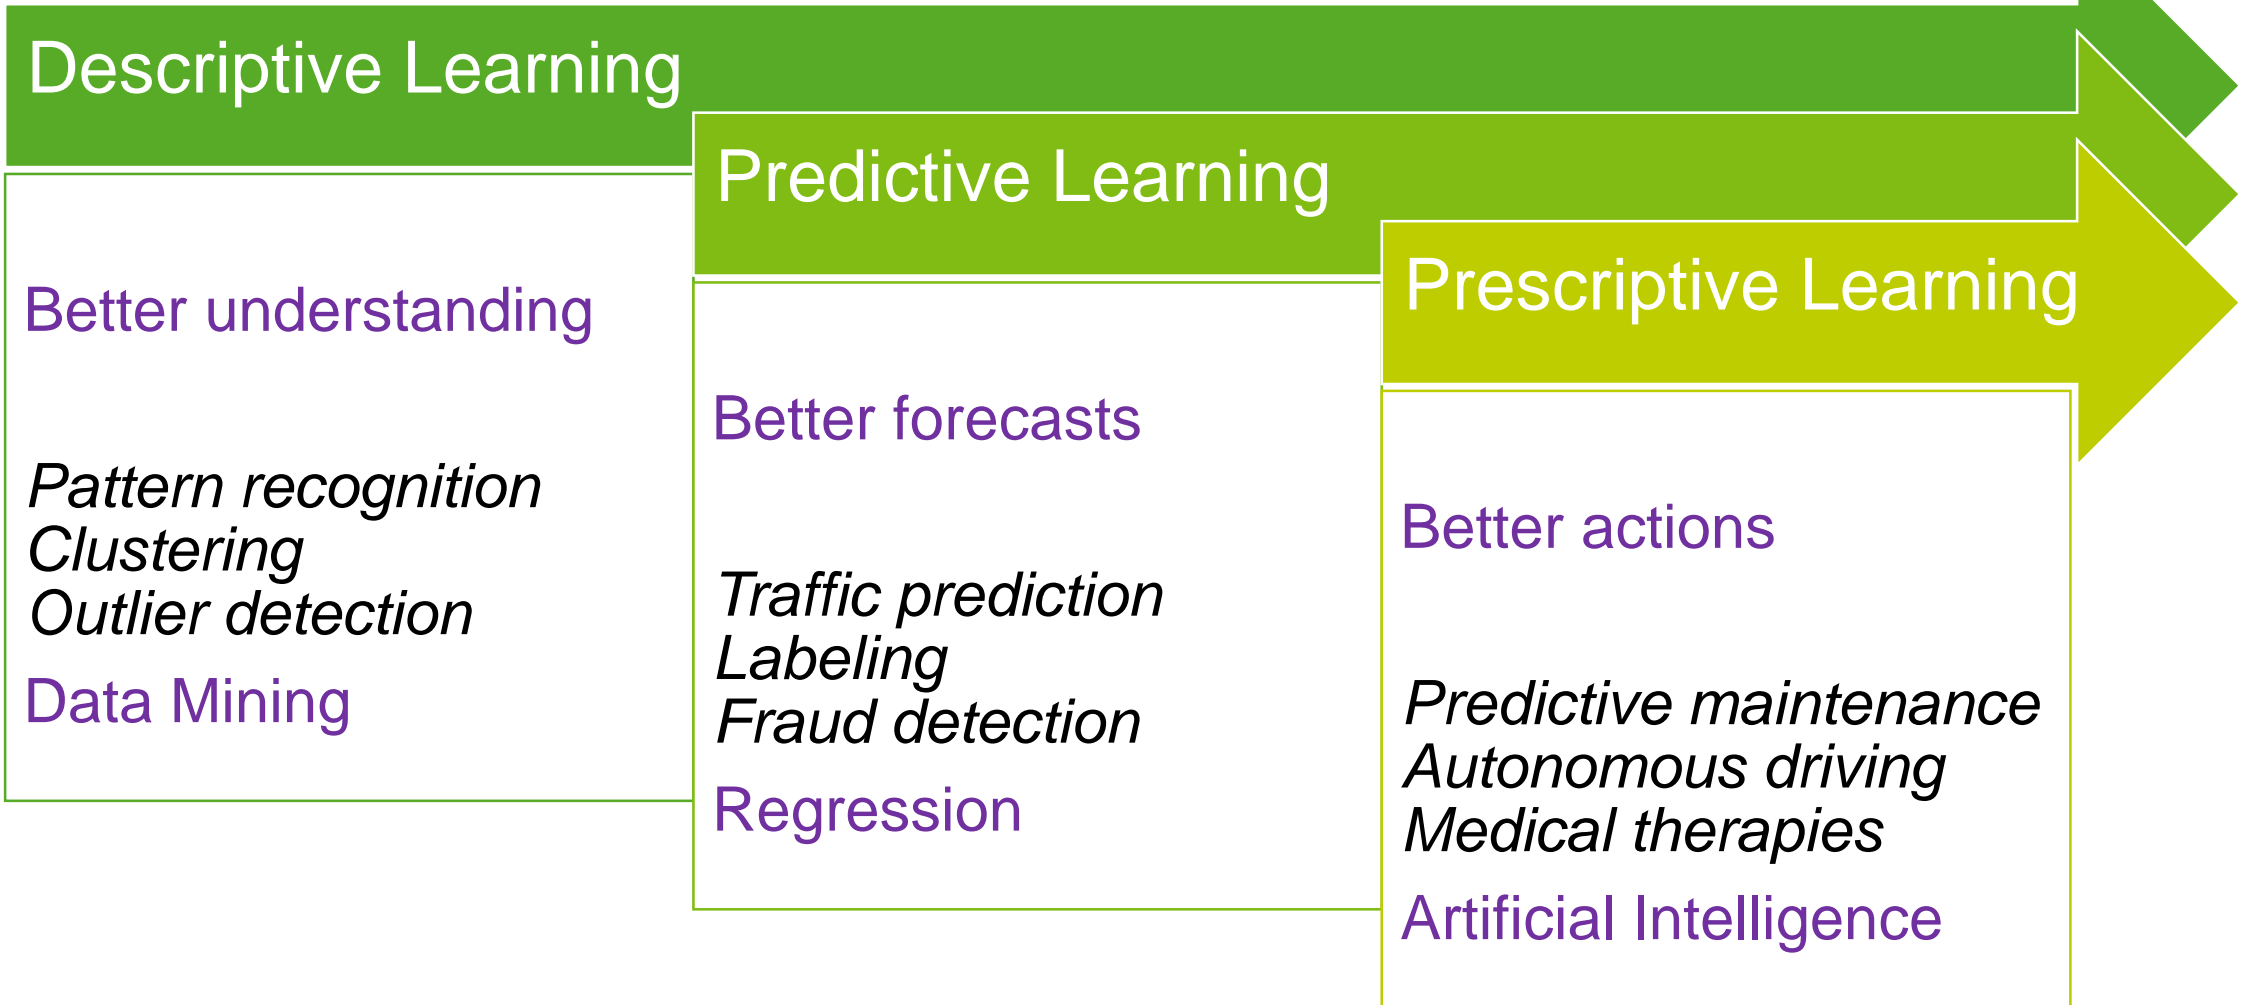 Descriptive Learning
Better understanding
Pattern recognition
Clustering
Outlier detection
Data Mining
Predictive Learning
Better forecasts
Traffic prediction
Labeling
Fraud detection
Regression
Prescriptive Learning
Better actions
Predictive maintenance
Autonomous driving
Medical therapies
Artificial Intelligence